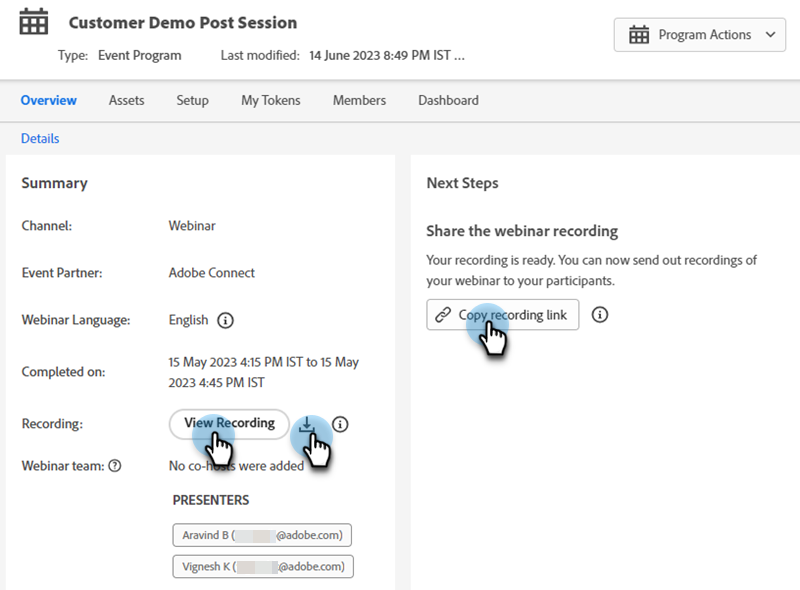 Customer Demo Post Session
Program Actions
Type: Event Program Last modified: 14 June 2023 8:49 PM IST ...
Overview Assets Setup My Tokens Members Dashboard
Details
Summary
Channel: Webinar
Event Partner: Adobe Connect
Webinar Language: English
Completed on: 15 May 2023 4:15 PM IST to 15 May
2023 4:45 PM IST
Recording: View Recording
Webinar team: No co-hosts were added
PRESENTERS
Aravind B ( @adobe.com)
Vignesh K ( @adobe.com)
Next Steps
Share the webinar recording
Your recording is ready. You can now send out recordings of
your webinar to your participants.
Copy recording link